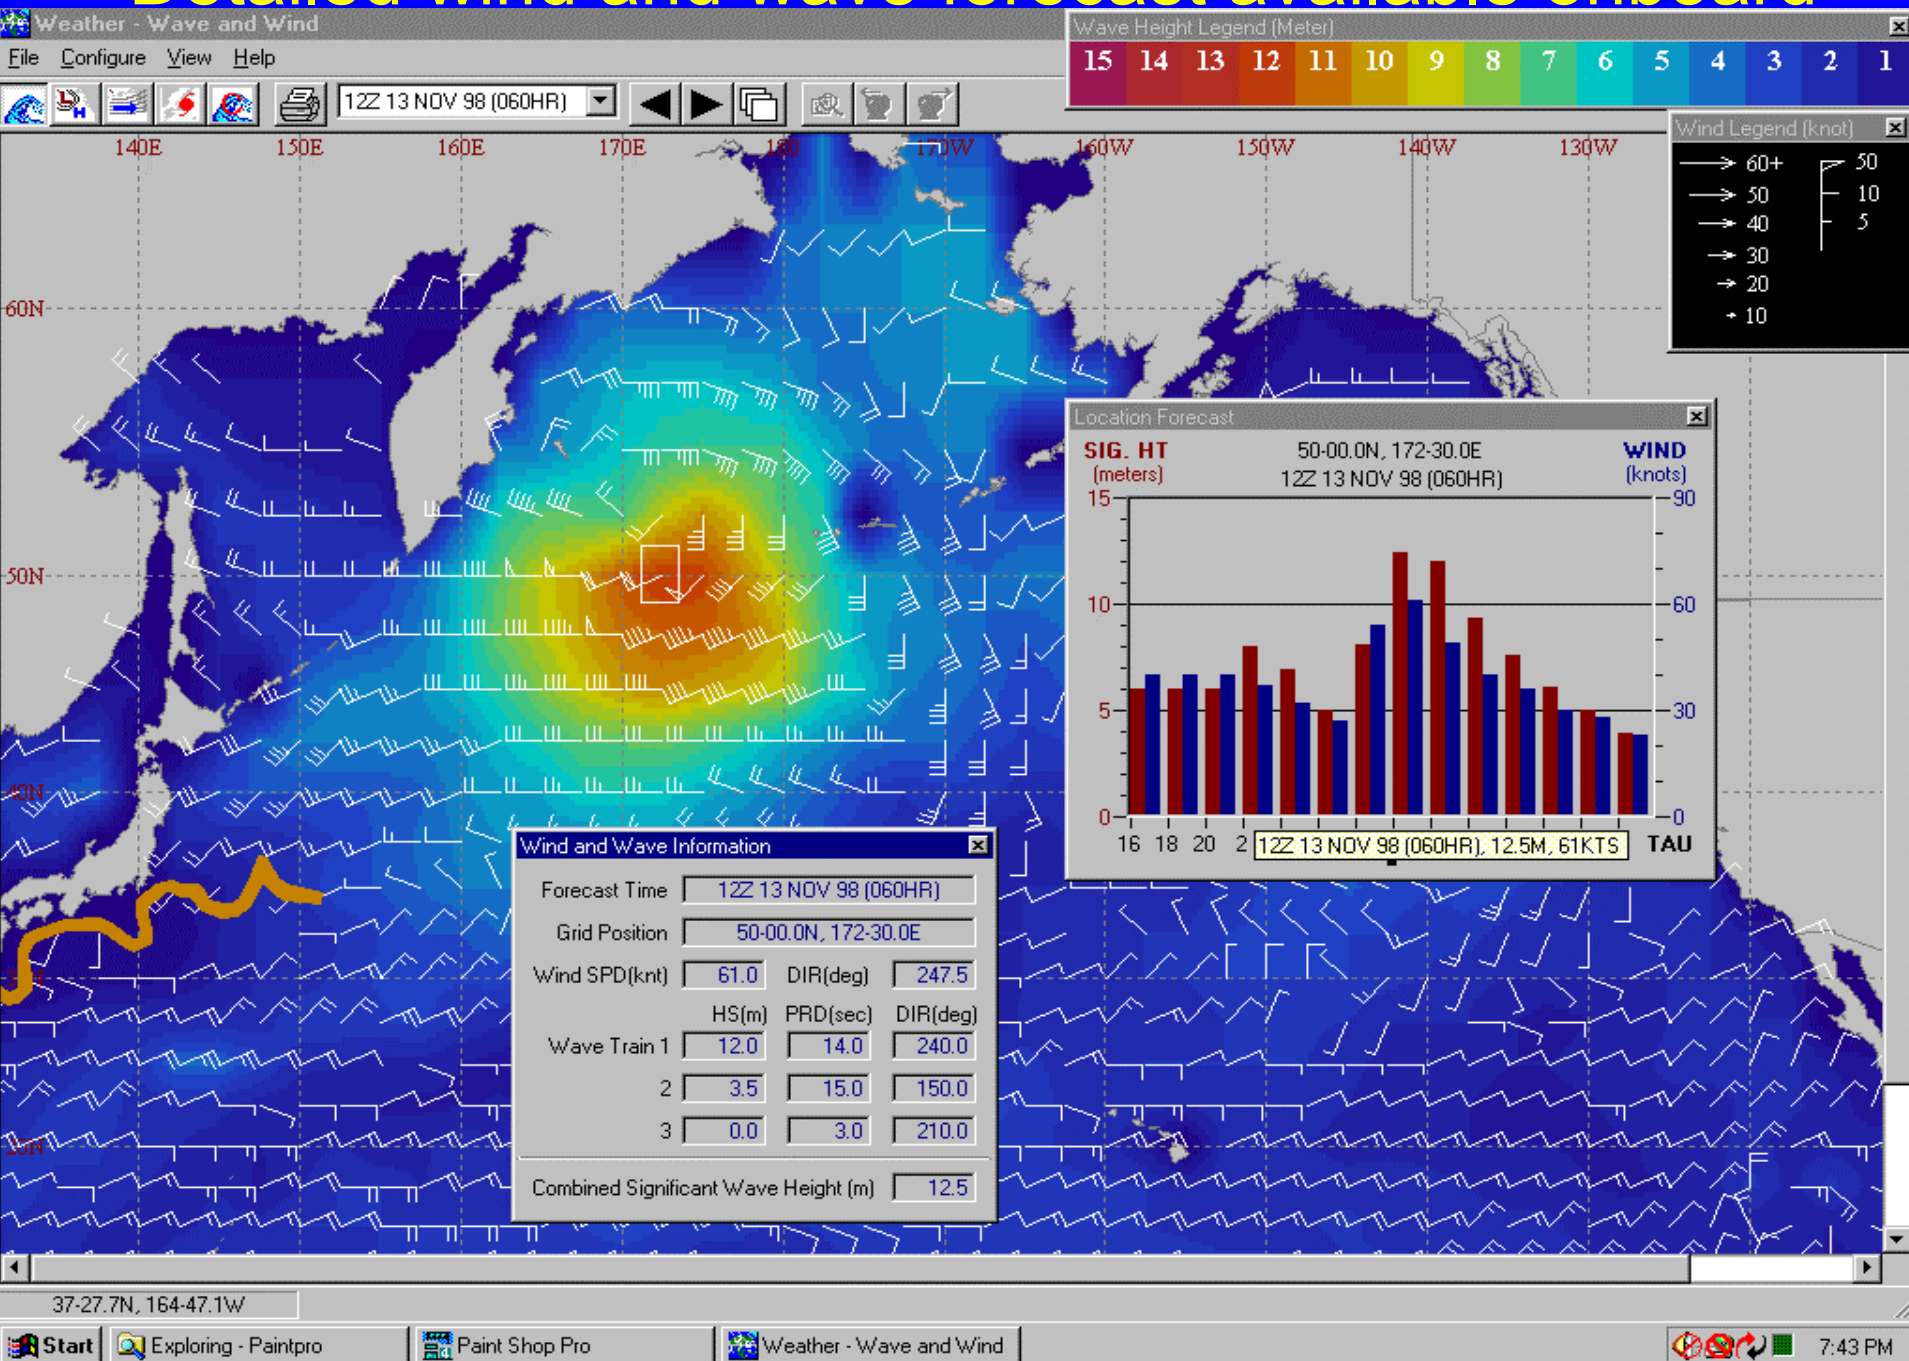 Detailed wind and wave forecast available onboard
Weather - Wave and Wind
File Configure View Help
12Z 13 NOV 98 (060HR)
Wave Height Legend (Meter)
15 14 13 12 11 10 9 8 7 6 5 4 3 2 1
Wind Legend (knot)
60+ 50
50 10
40 5
30
20
10
140E 150E 160E 170E 180 170W 160W 150W 140W 130W
60N
50N
40N
20N
Location Forecast
SIG. HT 50-00.0N, 172-30.0E WIND
(meters) 12Z 13 NOV 98 (060HR) (knots)
15 90
10 60
5 30
0 0
16 18 20 2 12Z 13 NOV 98 (060HR), 12.5M, 61KTS TAU
Wind and Wave Information
Forecast Time 12Z 13 NOV 98 (060HR)
Grid Position 50-00.0N, 172-30.0E
Wind SPD(knt) 61.0 DIR(deg) 247.5
HS(m) PRD(sec) DIR(deg)
Wave Train 1 12.0 14.0 240.0
2 3.5 15.0 150.0
3 0.0 3.0 210.0
Combined Significant Wave Height (m) 12.5
37-27.7N, 164-47.1W
Start Exploring - Paintpro Paint Shop Pro Weather - Wave and Wind 7:43 PM